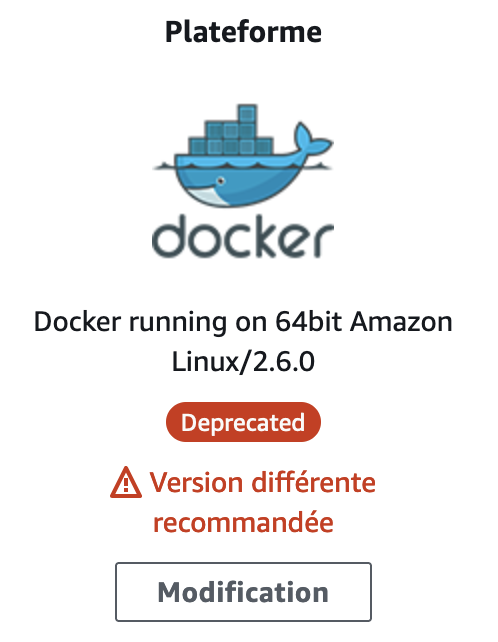 Plateforme
docker
Docker running on 64bit Amazon
Linux/2.6.0
Deprecated
Version différente
recommandée
Modification